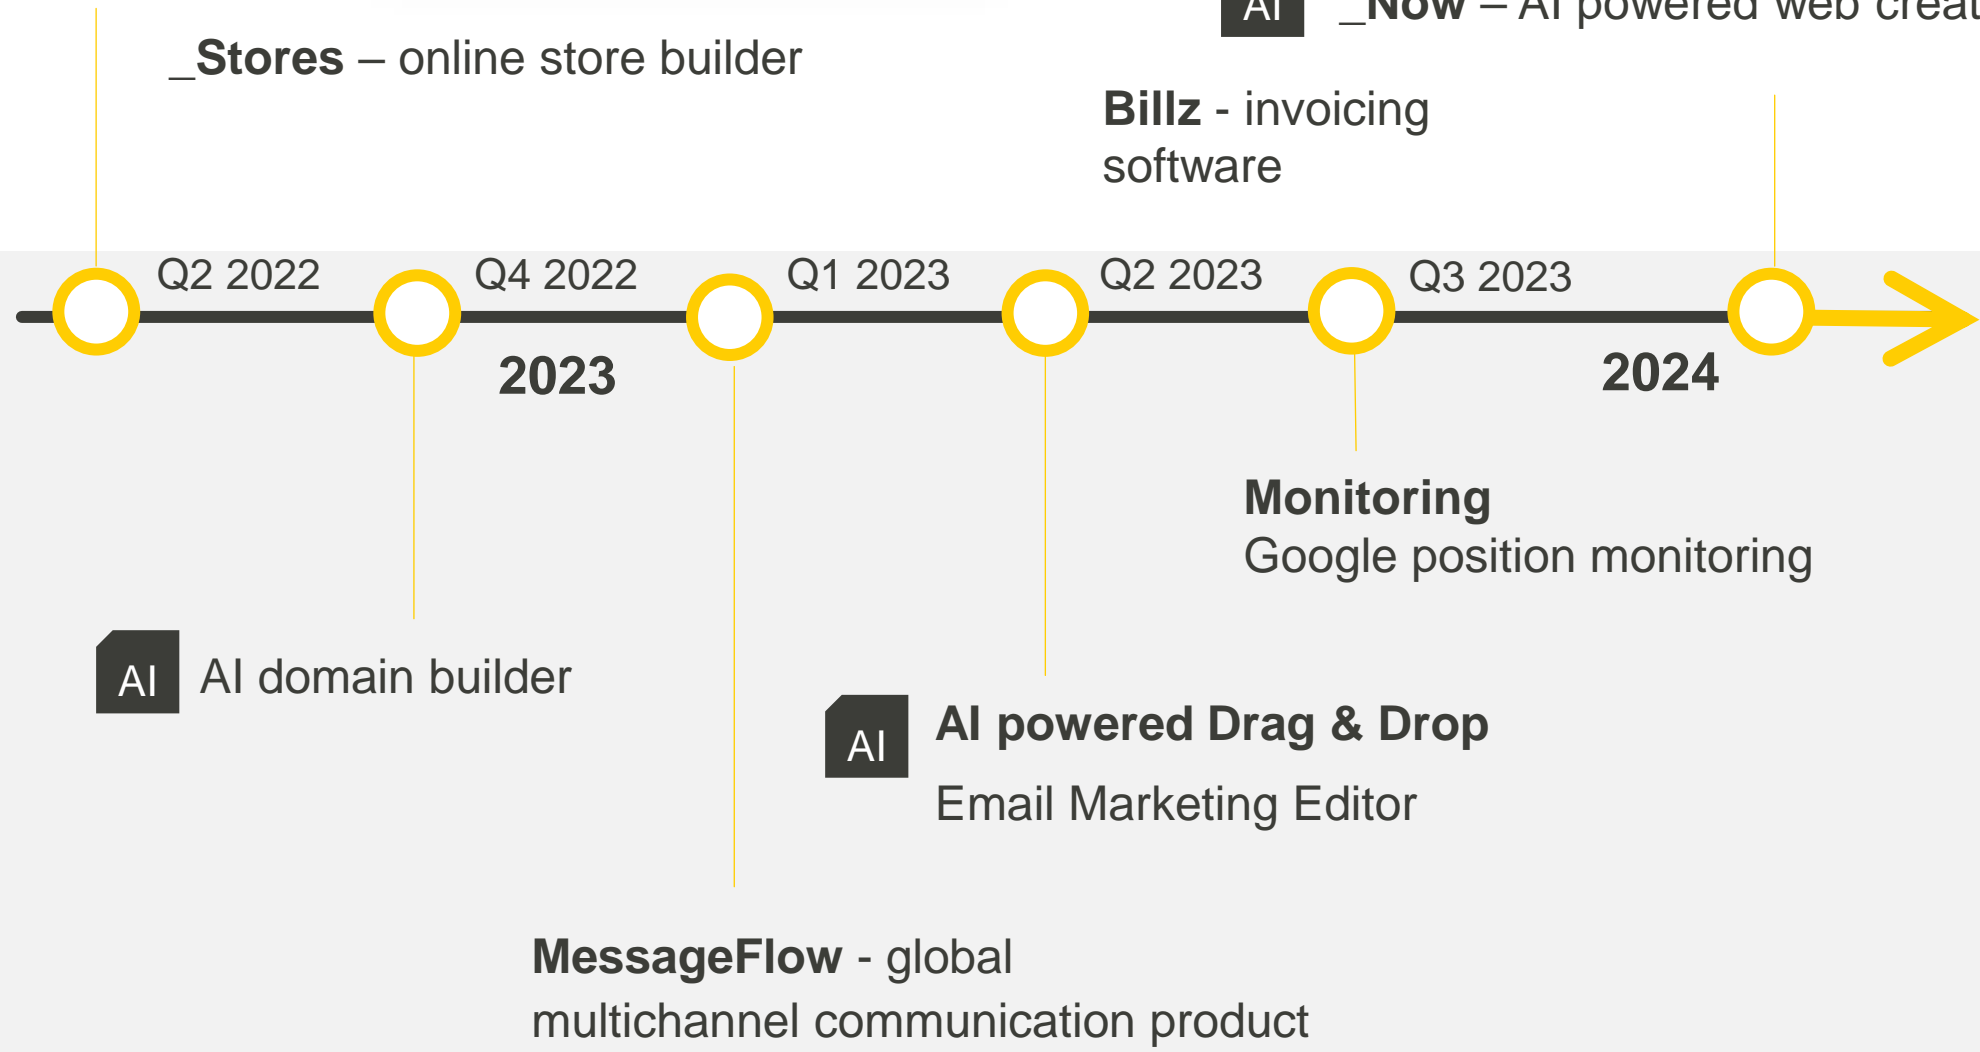 AI _Now – AI powered web
_Stores – online store builder
Billz - invoicing
software
Q2 2022 Q4 2022 Q1 2023 Q2 2023 Q3 2023
2023 2024
Monitoring
Google position monitoring
AI AI domain builder
AI AI powered Drag & Drop
Email Marketing Editor
MessageFlow - global
multichannel communication product